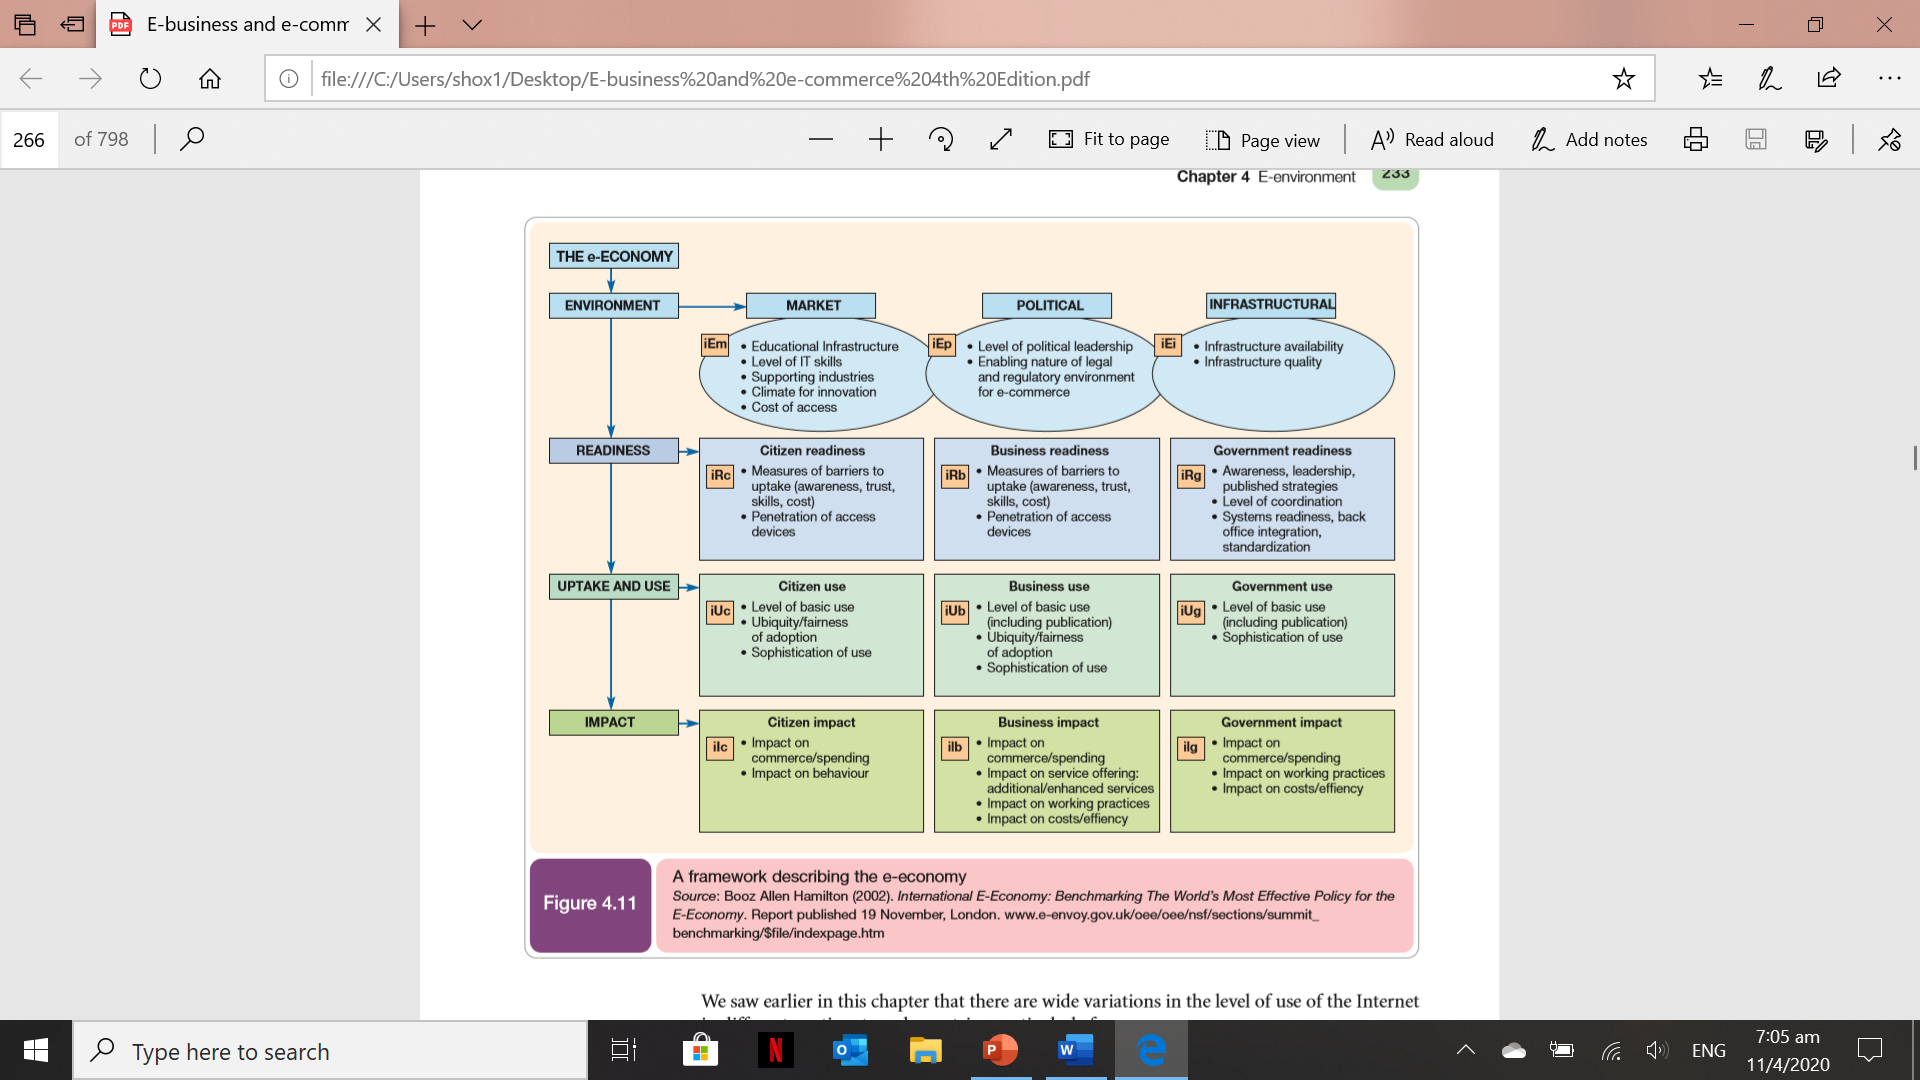 E-business and e-comm
file:///C:/Users/shox1/Desktop/E-business%20and%20e-commerce%204th%20Edition.pdf
266 of 798
Fit to page
Page view
Read aloud
Add notes
Chapter 4 E-environment 233
THE e-ECONOMY
ENVIRONMENT
MARKET
POLITICAL
INFRASTRUCTURAL
iEm
• Educational Infrastructure
• Level of IT skills
• Supporting industries
• Climate for innovation
• Cost of access
iEp
• Level of political leadership
• Enabling nature of legal
and regulatory environment
for e-commerce
iEi
• Infrastructure availability
• Infrastructure quality
READINESS
Citizen readiness
iRc
• Measures of barriers to
uptake (awareness, trust,
skills, cost)
• Penetration of access
devices
Business readiness
iRb
• Measures of barriers to
uptake (awareness, trust,
skills, cost)
• Penetration of access
devices
Government readiness
iRg
• Awareness, leadership,
published strategies
• Level of coordination
• Systems readiness, back
office integration,
standardization
UPTAKE AND USE
Citizen use
iUc
• Level of basic use
• Ubiquity/fairness
of adoption
• Sophistication of use
Business use
iUb
• Level of basic use
(including publication)
• Ubiquity/fairness
of adoption
• Sophistication of use
Government use
iUg
• Level of basic use
(including publication)
• Sophistication of use
IMPACT
Citizen impact
iIc
• Impact on
commerce/spending
• Impact on behaviour
Business impact
iIb
• Impact on
commerce/spending
• Impact on service offering:
additional/enhanced services
• Impact on working practices
• Impact on costs/effiency
Government impact
iIg
• Impact on
commerce/spending
• Impact on working practices
• Impact on costs/effiency
Figure 4.11
A framework describing the e-economy
Source: Booz Allen Hamilton (2002). International E-Economy: Benchmarking The World's Most Effective Policy for the
E-Economy. Report published 19 November, London. www.e-envoy.gov.uk/oee/oee/nsf/sections/summit_
benchmarking/$file/indexpage.htm
We saw earlier in this chapter that there are wide variations in the level of use of the Internet
Type here to search
ENG
7:05 am
11/4/2020